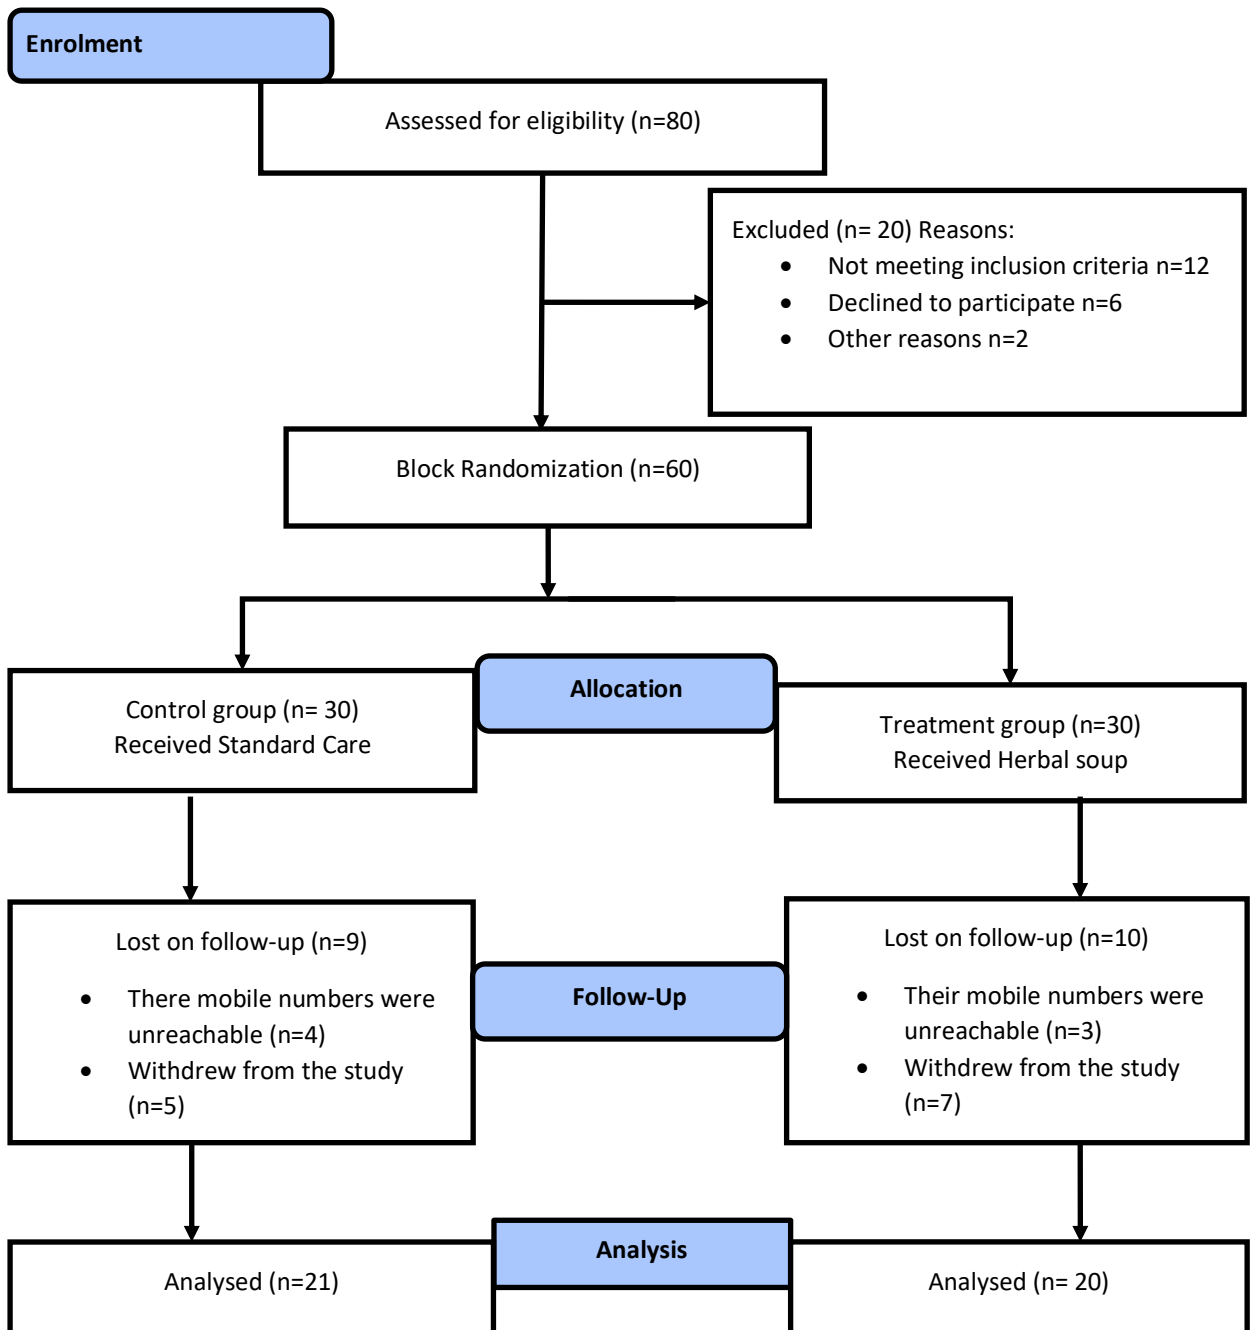 Enrolment
Assessed for eligibility (n=80)
Excluded (n= 20) Reasons:
• Not meeting inclusion criteria n=12
• Declined to participate n=6
• Other reasons n=2
Block Randomization (n=60)
Allocation
Control group (n= 30)
Received Standard Care
Treatment group (n=30)
Received Herbal soup
Follow-Up
Lost on follow-up (n=9)
• There mobile numbers were
unreachable (n=4)
• Withdrew from the study
(n=5)
Lost on follow-up (n=10)
• Their mobile numbers were
unreachable (n=3)
• Withdrew from the study
(n=7)
Analysis
Analysed (n=21)
Analysed (n= 20)